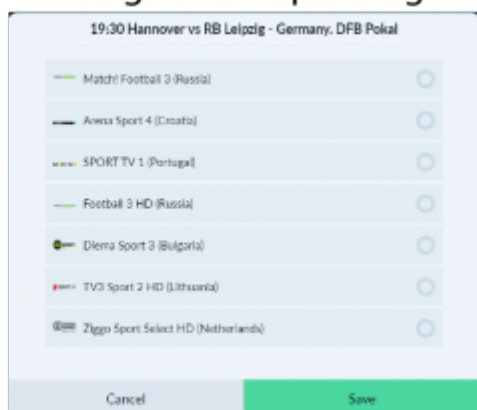 19:30 Hannover vs RB Leipzig - Germany. DFB Pokal
Match! Football 3 (Russia)
Arena Sport 4 (Croatia)
SPORT TV 1 (Portugal)
Football 3 HD (Russia)
Diema Sport 3 (Bulgaria)
TV3 Sport 2 HD (Lithuania)
Ziggo Sport Select HD (Netherlands)
Cancel Save